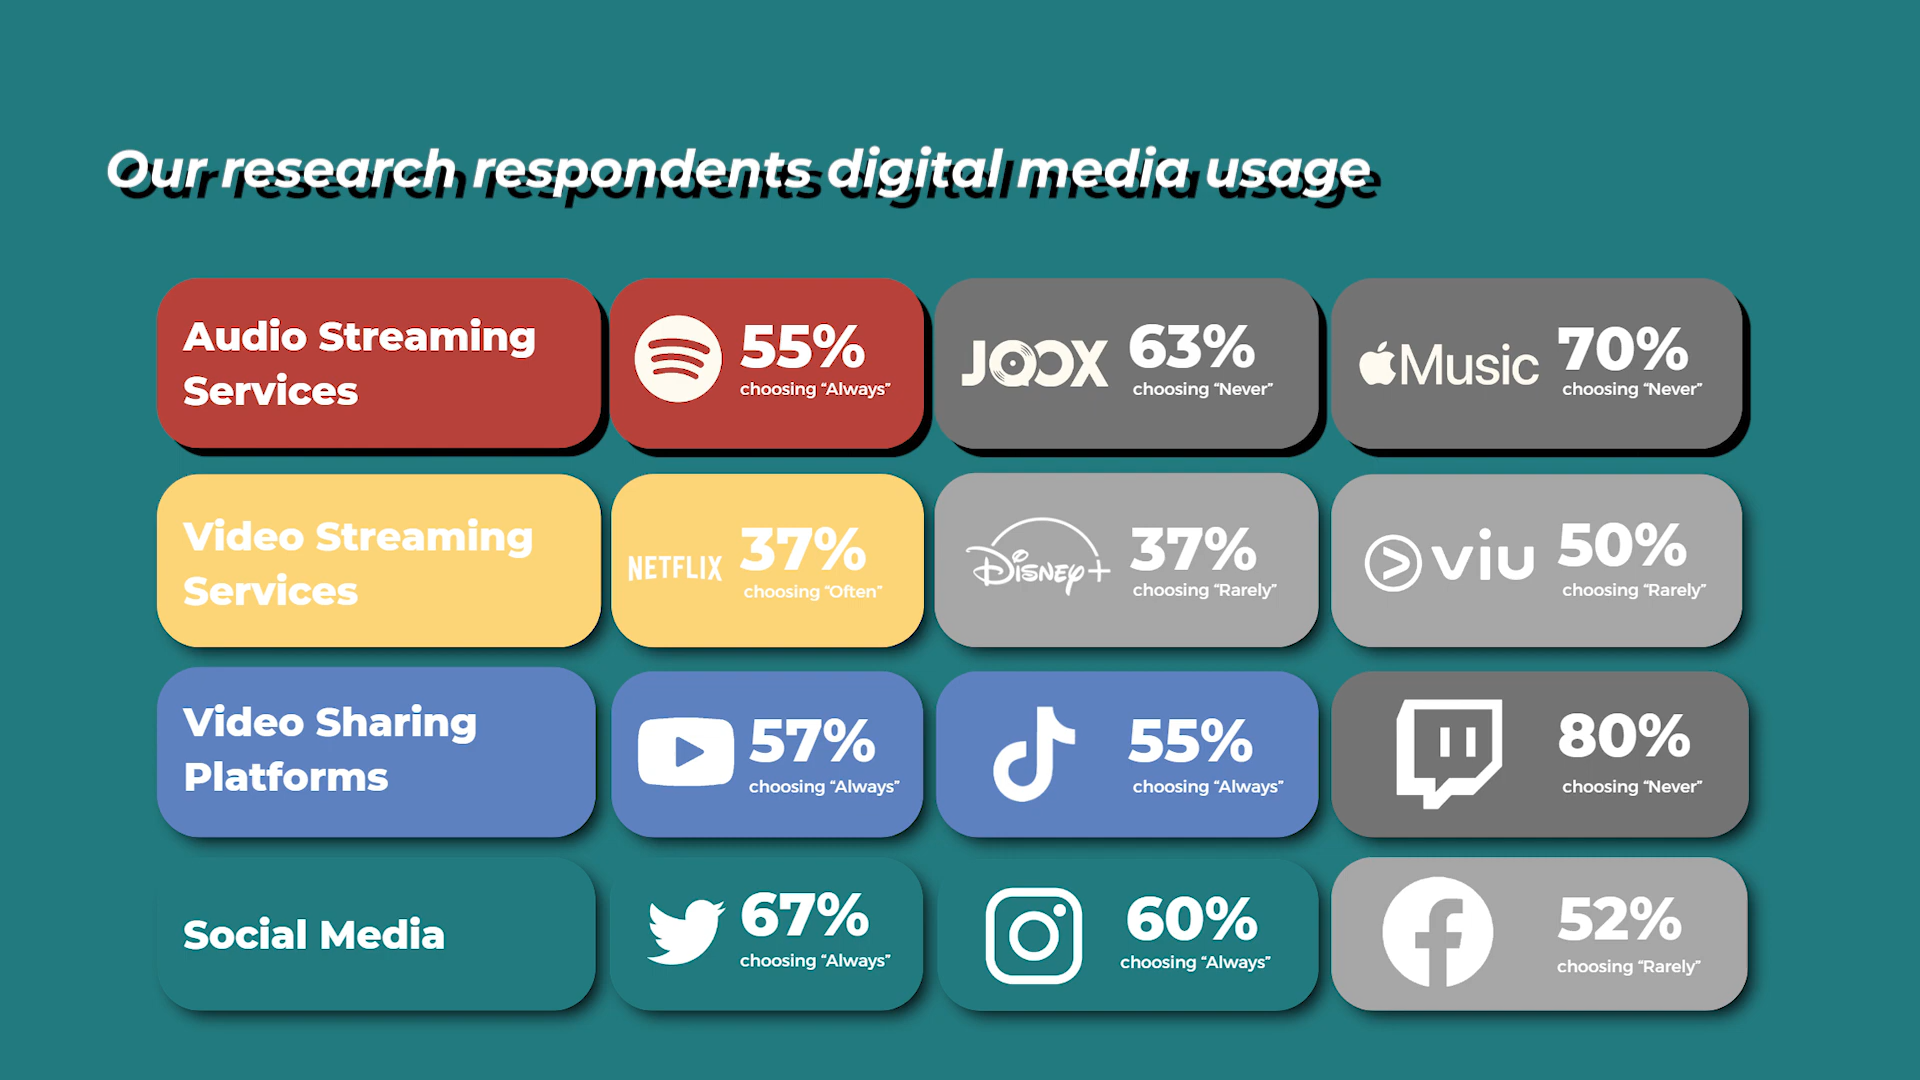 Our research respondents digital media usage
Audio Streaming
Services
55%
choosing “Always”
JOOX
63%
choosing “Never”
Music
70%
choosing “Never”
Video Streaming
Services
NETFLIX
37%
choosing “Often”
Disney+
37%
choosing “Rarely”
viu
50%
choosing “Rarely”
Video Sharing
Platforms
57%
choosing “Always”
55%
choosing “Always”
80%
choosing “Never”
Social Media
67%
choosing “Always”
60%
choosing “Always”
52%
choosing “Rarely”